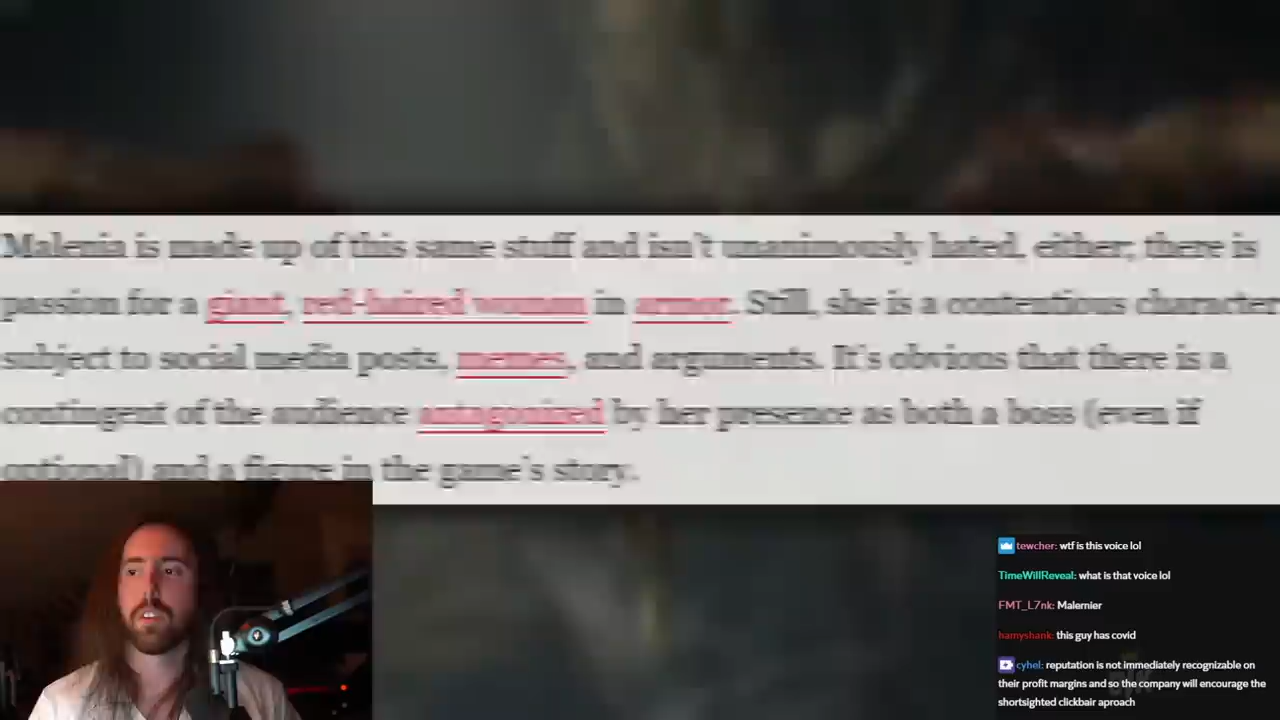 Malenia is made up of this same stuff and isn't unanimously hated, either; there is
passion for a giant, red-haired woman in armor. Still, she is a contentious character
subject to social media posts, memes, and arguments. It's obvious that there is a
contingent of the audience antagonized by her presence as both a boss (even if
optional) and a figure in the game's story.
tewcher: wtf is this voice lol
TimeWillReveal: what is that voice lol
FMT_L7nk: Malernier
hamyshank: this guy has covid
cyhel: reputation is not immediately recognizable on
their profit margins and so the company will encourage the
shortsighted clickbair aproach